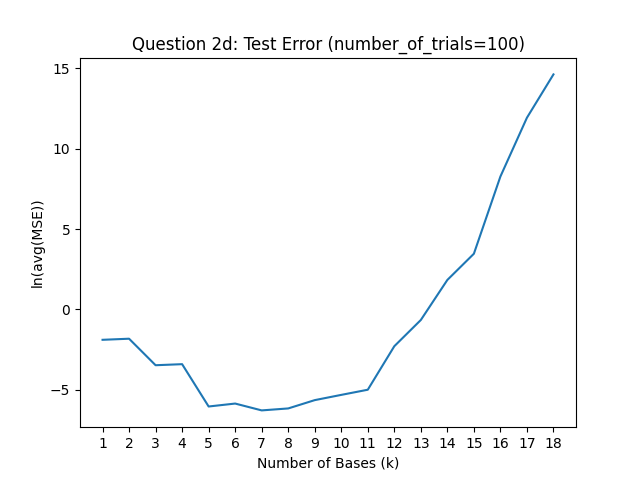 Question 2d: Test Error (number_of_trials=100)
ln(avg(MSE))
15
10
5
0
−5
1 2 3 4 5 6 7 8 9 10 11 12 13 14 15 16 17 18
Number of Bases (k)